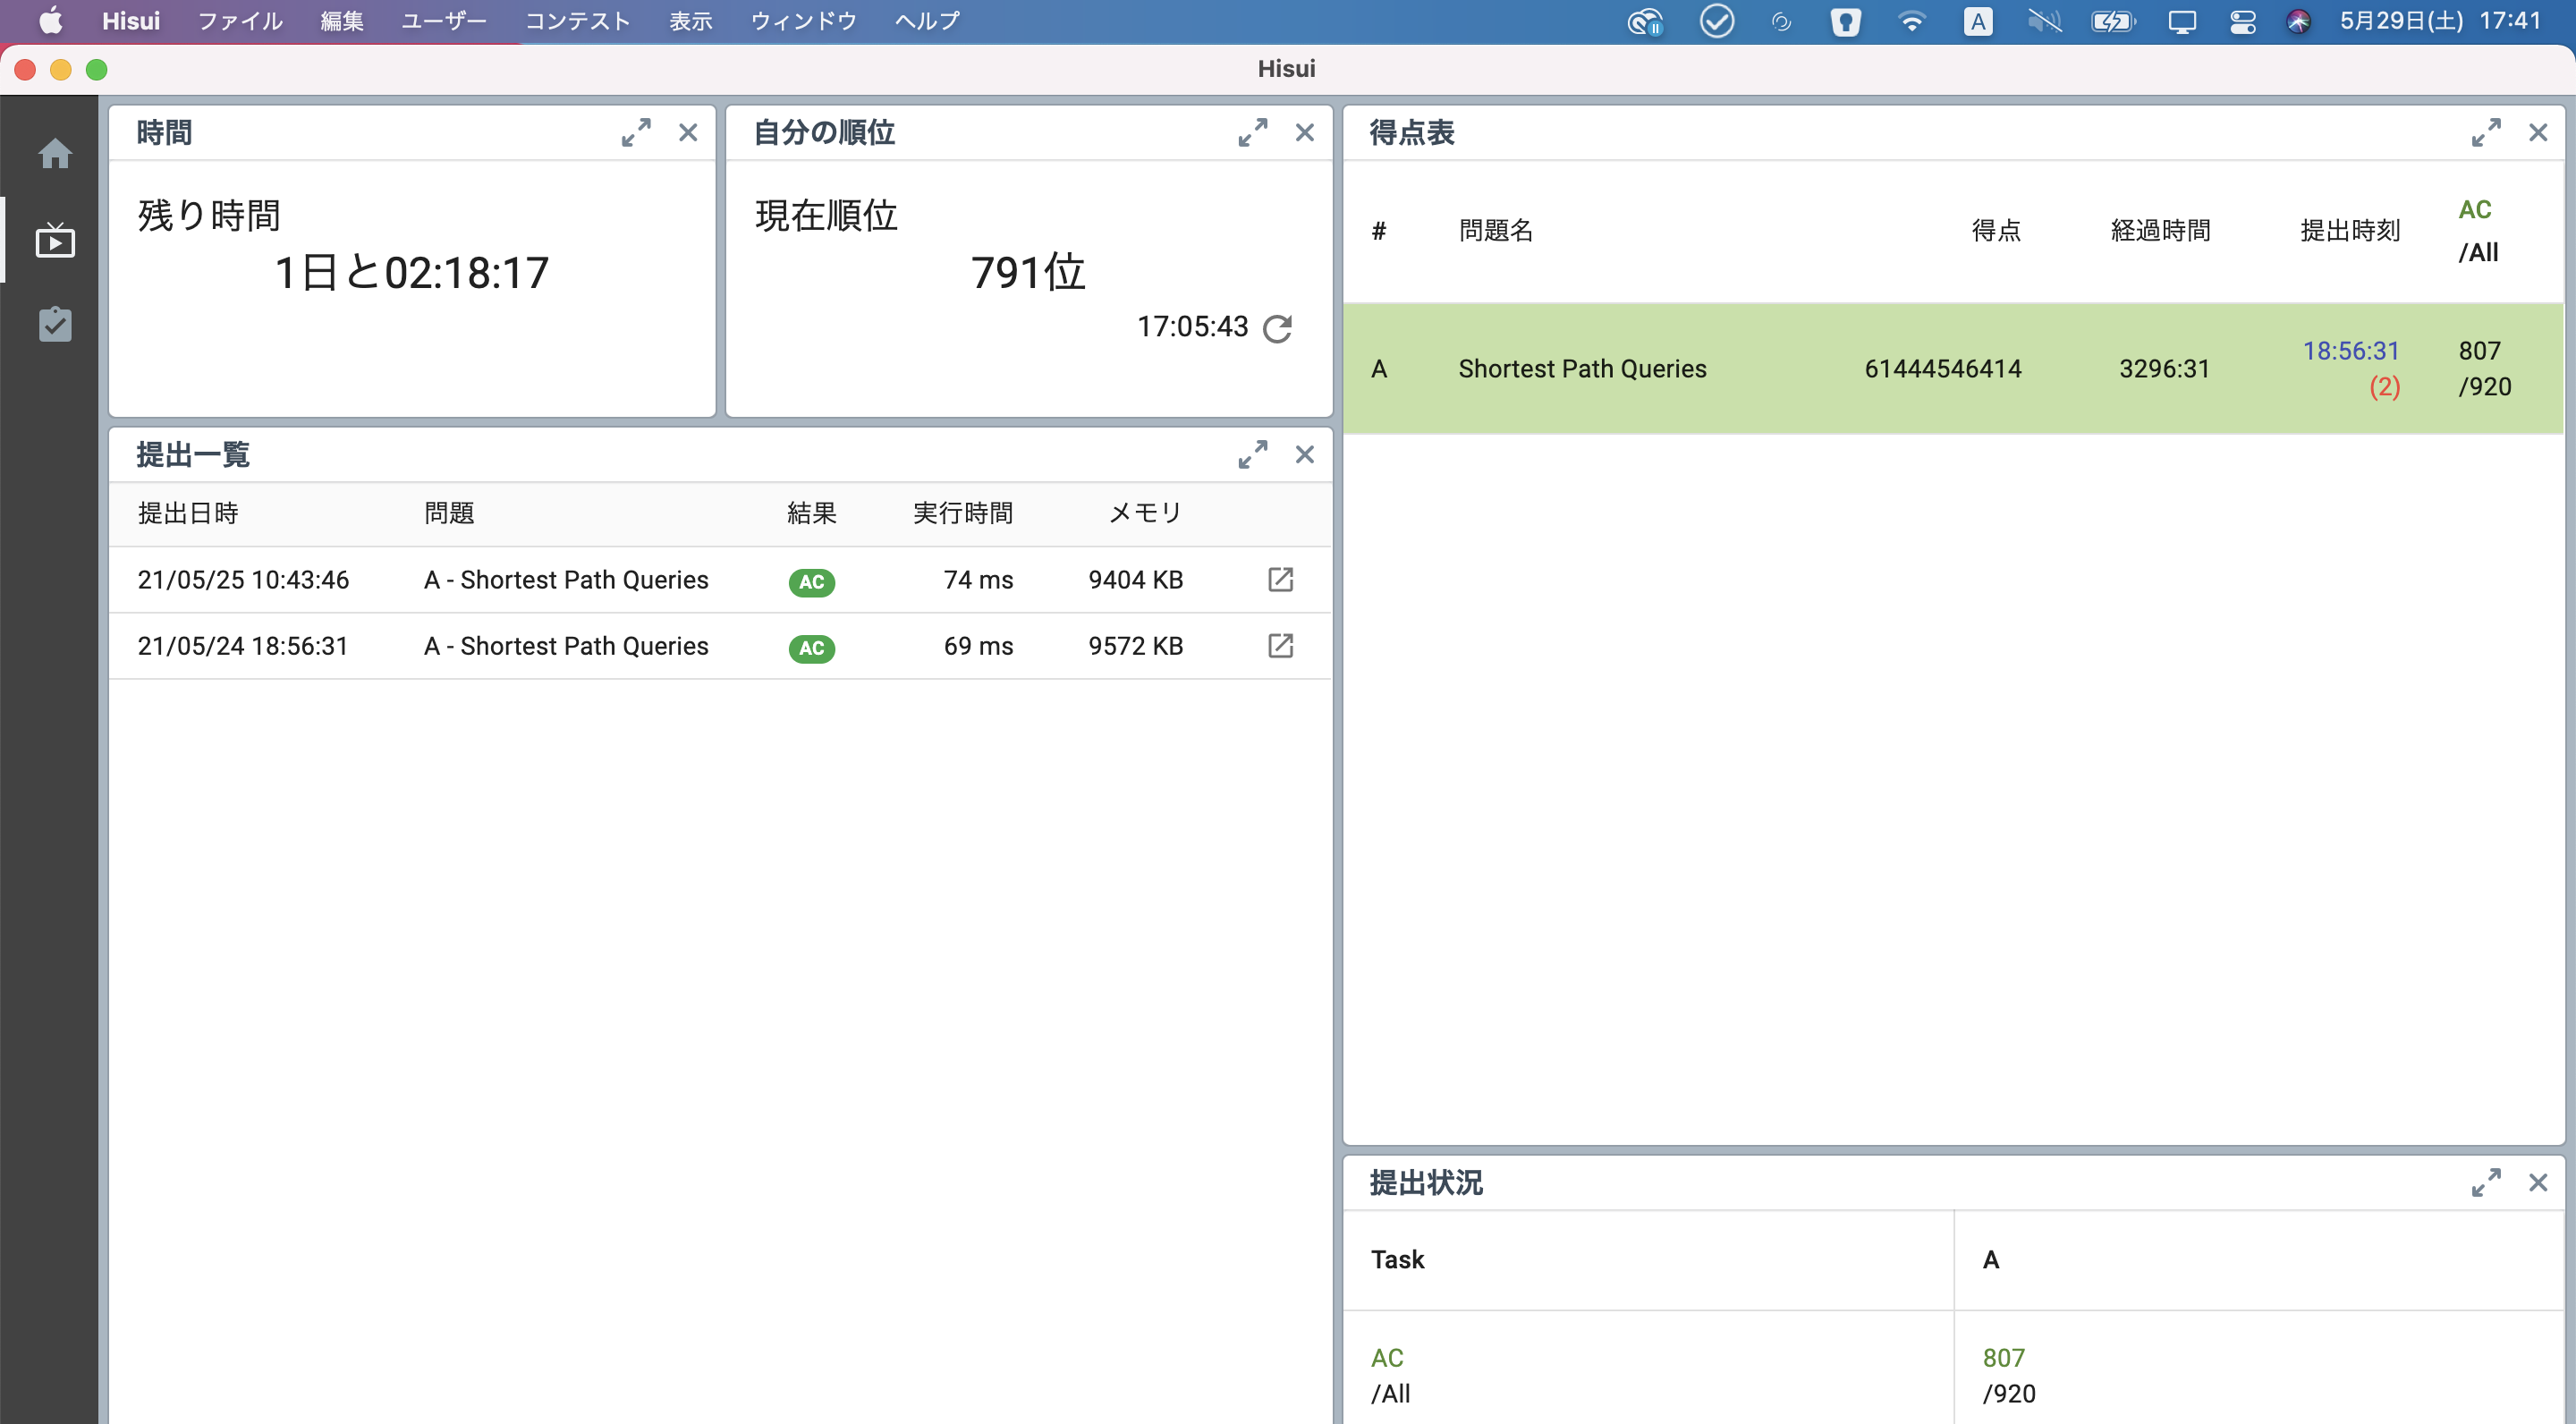 Hisui ファイル 編集 ユーザー コンテスト 表示 ウィンドウ ヘルプ A 5月29日(土) 17:41
Hisui
時間
残り時間
1日と02:18:17
自分の順位
現在順位
791位
17:05:43
提出一覧
提出日時 問題 結果 実行時間 メモリ
21/05/25 10:43:46 A - Shortest Path Queries AC 74 ms 9404 KB
21/05/24 18:56:31 A - Shortest Path Queries AC 69 ms 9572 KB
得点表
# 問題名 得点 経過時間 提出時刻 AC
/All
A Shortest Path Queries 61444546414 3296:31 18:56:31 807
(2) /920
提出状況
Task A
AC 807
/All /920